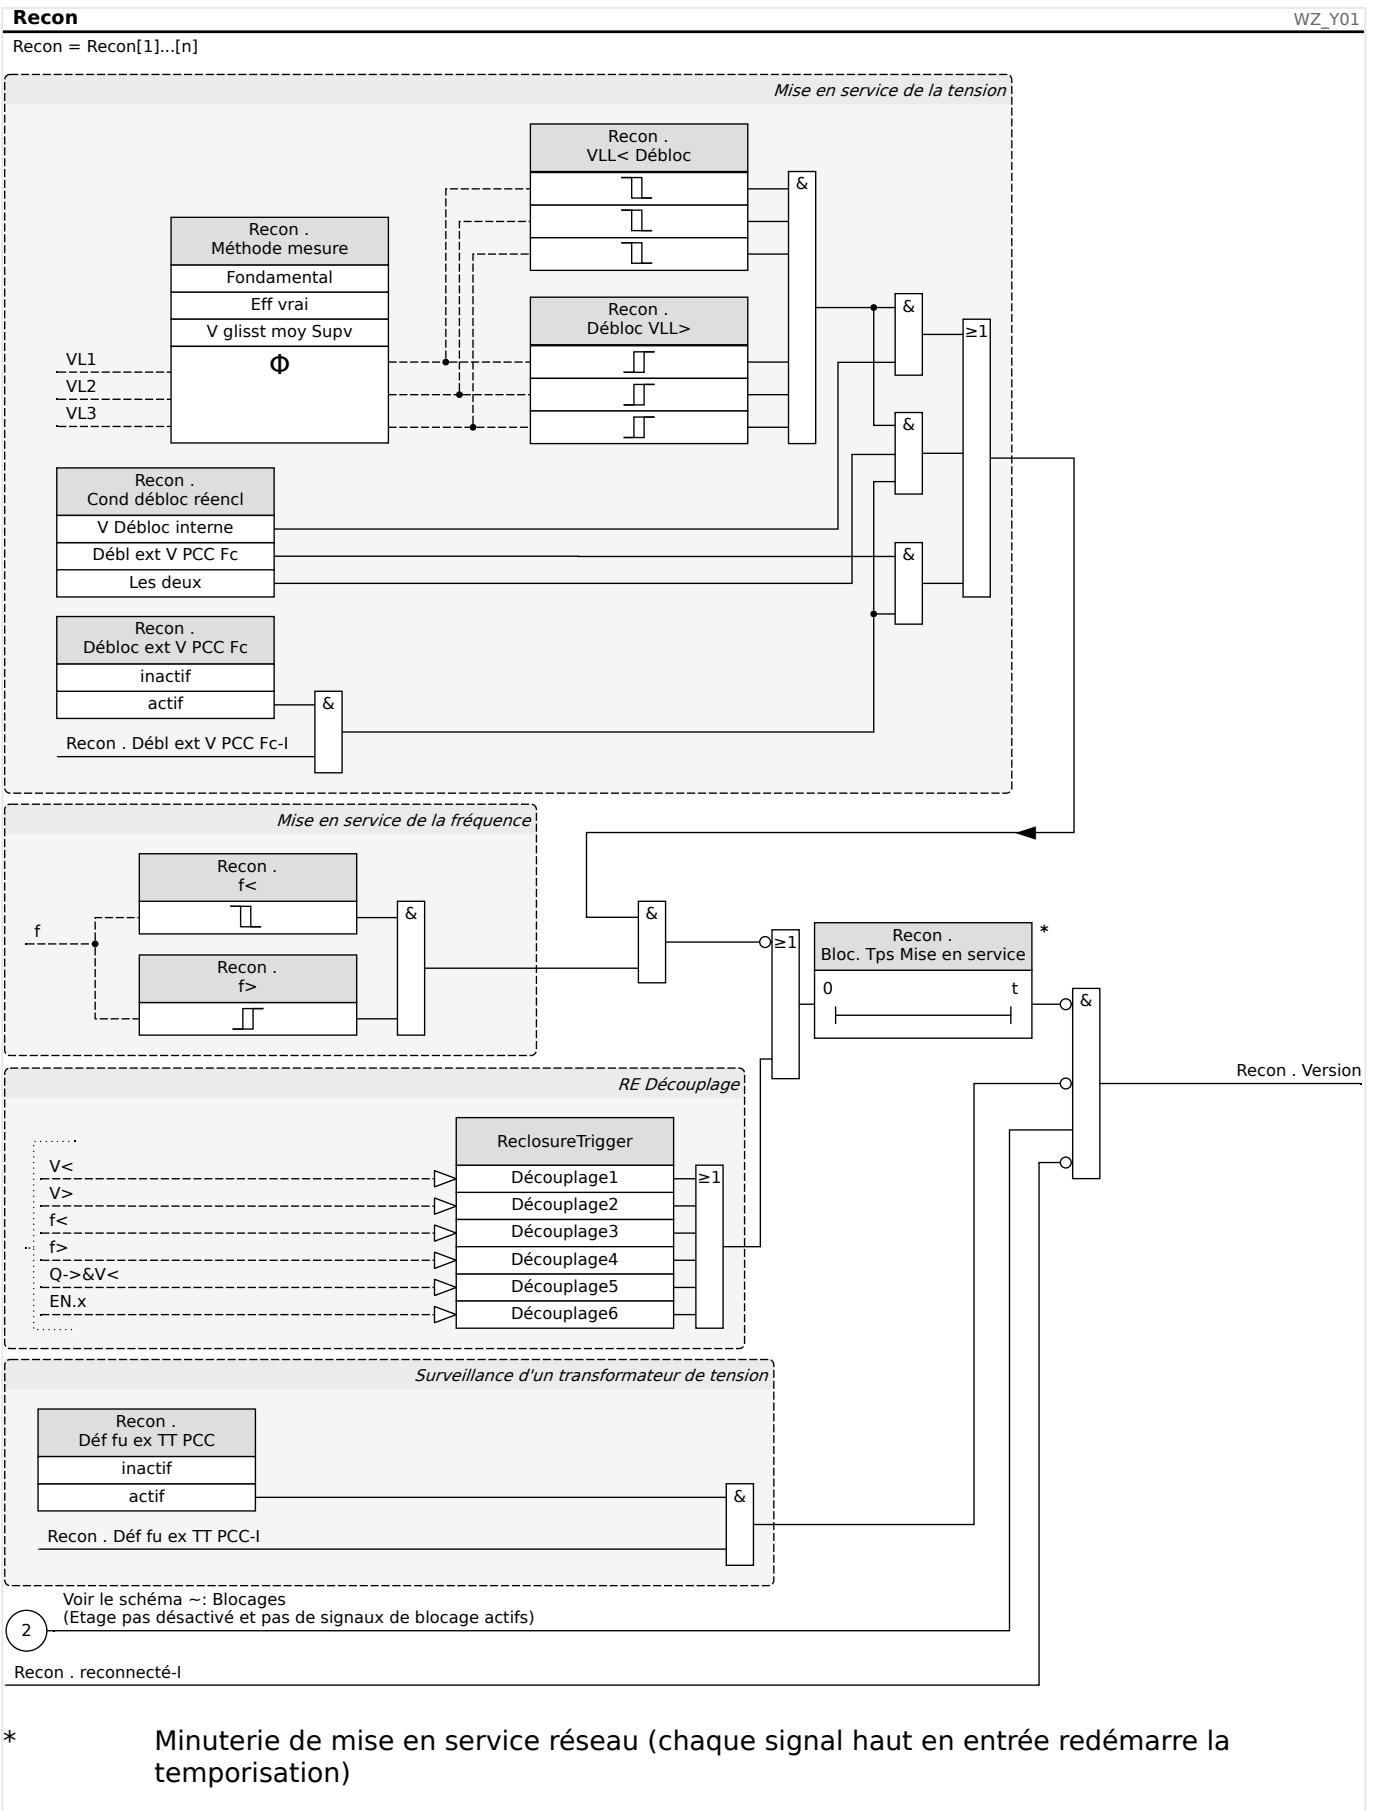 Recon
WZ_Y01
Recon = Recon[1]...[n]
Mise en service de la tension
Recon .
VLL< Débloc
&
Recon .
Méthode mesure
Fondamental
Eff vrai
V glisst moy Supv
Φ
VL1
VL2
VL3
Recon .
Débloc VLL>
&
≥1
&
Recon .
Cond débloc réencl
V Débloc interne
Débl ext V PCC Fc
Les deux
&
Recon .
Débloc ext V PCC Fc
inactif
actif
&
Recon . Débl ext V PCC Fc-I
Mise en service de la fréquence
Recon .
f<
f
&
Recon .
f>
&
≥1
Recon .
Bloc. Tps Mise en service
*
0 t
&
Recon . Version
RE Découplage
ReclosureTrigger
V<
Découplage1
≥1
V>
Découplage2
f<
Découplage3
f>
Découplage4
Q->&V<
Découplage5
EN.x
Découplage6
Surveillance d'un transformateur de tension
Recon .
Déf fu ex TT PCC
inactif
actif
&
Recon . Déf fu ex TT PCC-I
Voir le schéma ~: Blocages
(Etage pas désactivé et pas de signaux de blocage actifs)
2
Recon . reconnecté-I
* Minuterie de mise en service réseau (chaque signal haut en entrée redémarre la
temporisation)